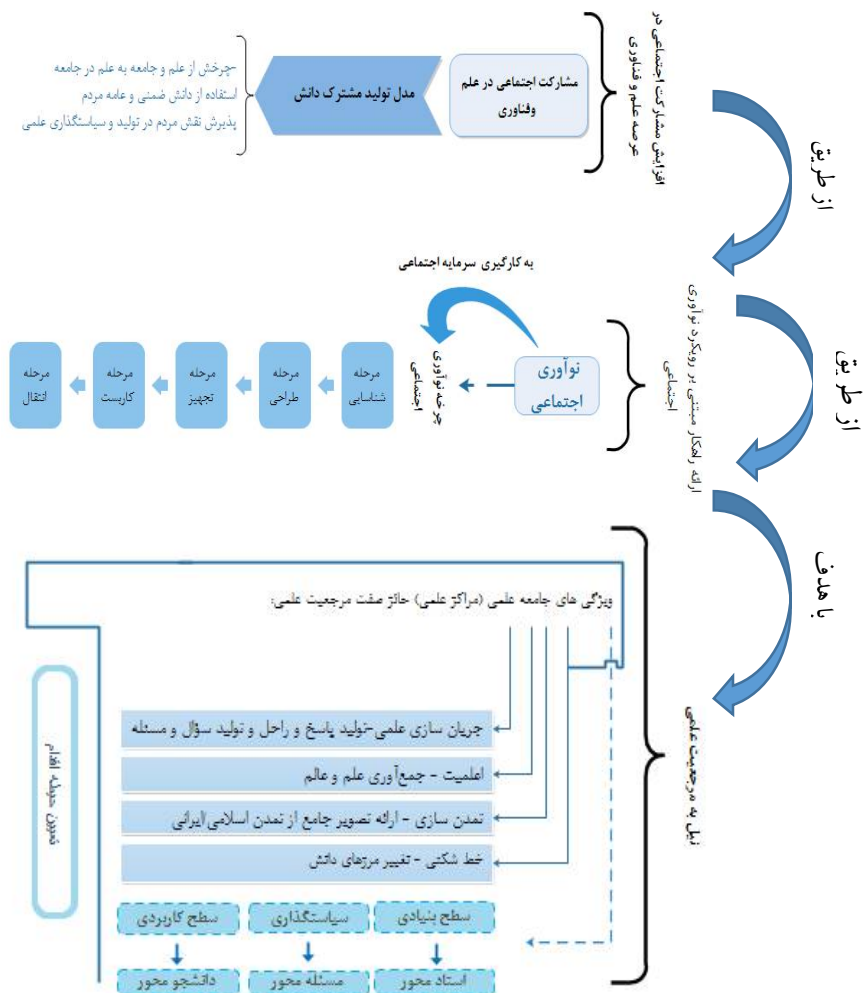 افزایش مشارکت اجتماعی در
عرصه علم و فناوری
مشارکت اجتماعی در علم
وفناوری
مدل تولید مشترک دانش
-چرخش از علم و جامعه به علم در جامعه
استفاده از دانش ضمنی و عامه مردم
پذیرش نقش مردم در تولید و سیاستگذاری علمی
از طریق
ارائه راهکار مبتنی بر رویکرد نوآوری
اجتماعی
به کارگیری سرمایه اجتماعی
نوآوری
اجتماعی
چرخه نوآوری
اجتماعی
مرحله
شناسایی
مرحله
طراحی
مرحله
تجهیز
مرحله
کاربست
مرحله
انتقال
از طریق
با هدف
نیل به مرجعیت علمی
ویژگی های جامعه علمی (مراکز علمی) حائز صفت مرجعیت علمی:
جریان سازی علمی-تولید پاسخ و راحل و تولید سؤال و مسئله
اعلمیت - جمع‌آوری علم و عالم
تمدن سازی - ارائه تصویر جامع از تمدن اسلامی/ایرانی
خط شکنی - تغییر مرزهای دانش
سطح بنیادی
سیاستگذاری
سطح کاربردی
استاد محور
مسئله محور
دانشجو محور
تعیین حیطه اقدام